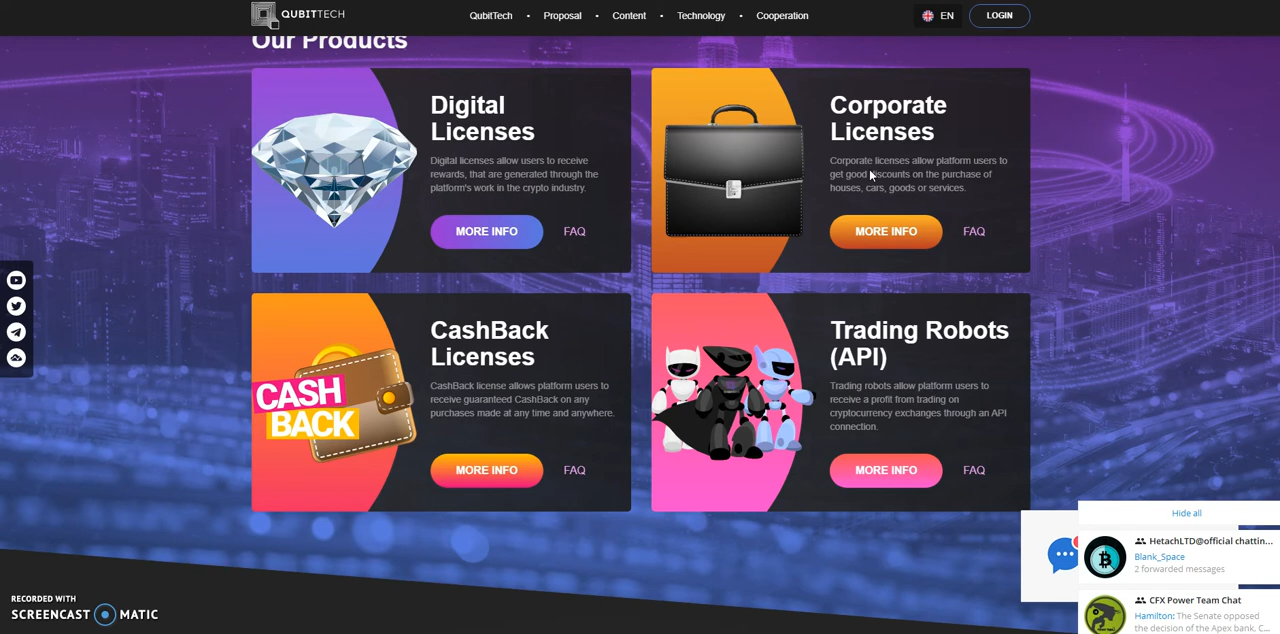 QUBITTECH
QubitTech • Proposal • Content • Technology • Cooperation
EN
LOGIN
Our Products
Digital
Licenses
Digital licenses allow users to receive
rewards, that are generated through the
platform's work in the crypto industry.
MORE INFO
FAQ
Corporate
Licenses
Corporate licenses allow platform users to
get good discounts on the purchase of
houses, cars, goods or services.
MORE INFO
FAQ
CASH
BACK
CashBack
Licenses
CashBack license allows platform users to
receive guaranteed CashBack on any
purchases made at any time and anywhere.
MORE INFO
FAQ
Trading Robots
(API)
Trading robots allow platform users to
receive a profit from trading on
cryptocurrency exchanges through an API
connection.
MORE INFO
FAQ
Hide all
HetachLTD@official chattin...
Blank_Space
2 forwarded messages
CFX Power Team Chat
Hamilton: The Senate opposed
the decision of the Apex bank, C...
RECORDED WITH
SCREENCAST MATIC